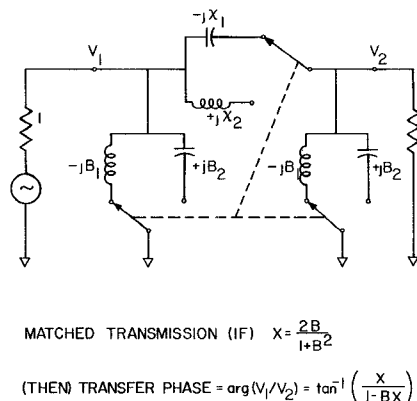 -jX₁
V₁
V₂
+jX₂
1
-jB₁
+jB₂
-jB₁
+jB₂
MATCHED TRANSMISSION (IF) X = 2B / 1+B²
(THEN) TRANSFER PHASE = arg(V₁/V₂) = tan⁻¹ (X / 1-BX)